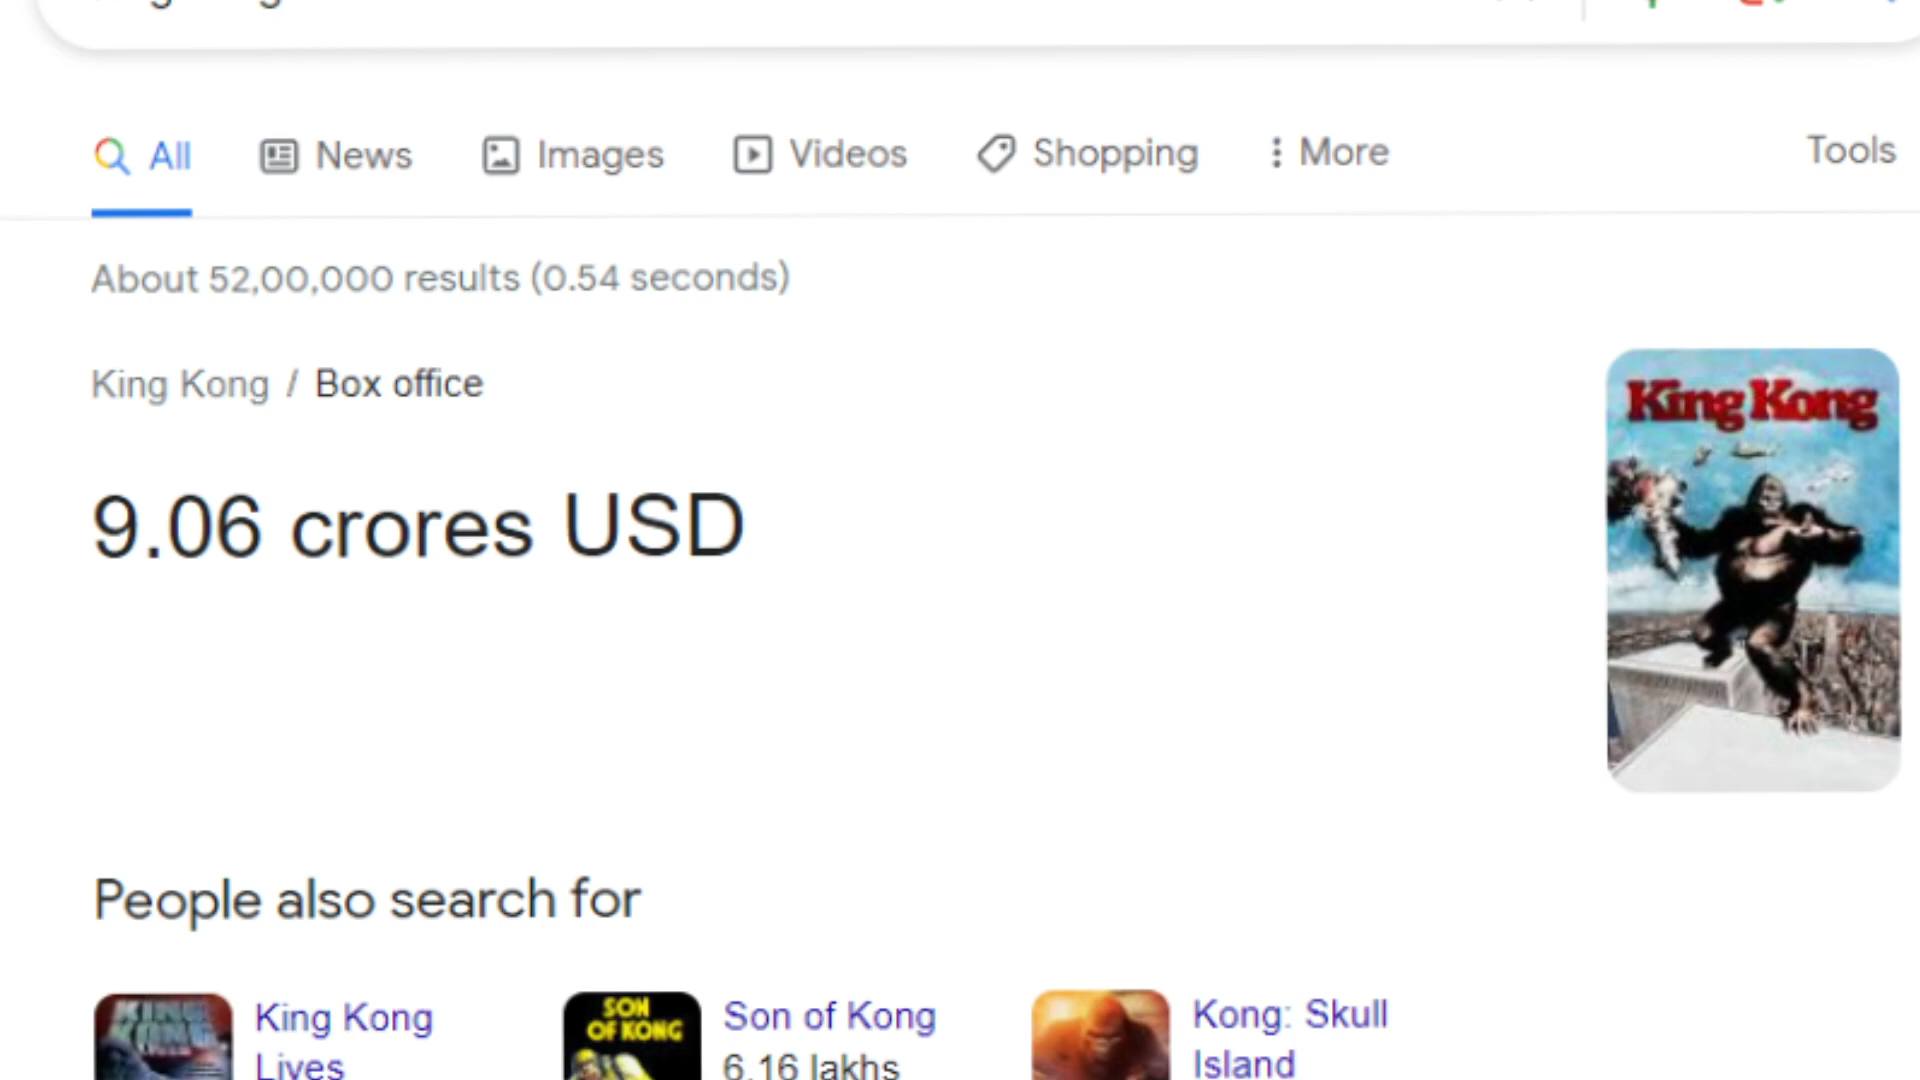 All News Images Videos Shopping More Tools
About 52,00,000 results (0.54 seconds)
King Kong / Box office
9.06 crores USD
King Kong
People also search for
King Kong Lives
SON OF KONG
Son of Kong
6.16 lakhs
Kong: Skull Island